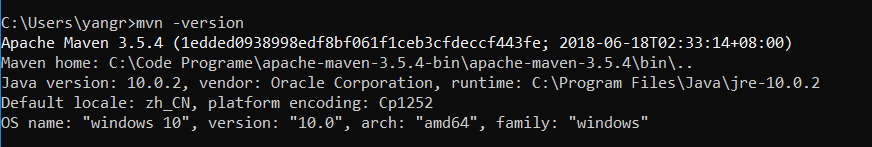 C:\Users\yangr>mvn -version
Apache Maven 3.5.4 (1edded0938998edf8bf061f1ceb3cfdeccf443fe; 2018-06-18T02:33:14+08:00)
Maven home: C:\Code Programe\apache-maven-3.5.4-bin\apache-maven-3.5.4\bin\..
Java version: 10.0.2, vendor: Oracle Corporation, runtime: C:\Program Files\Java\jre-10.0.2
Default locale: zh_CN, platform encoding: Cp1252
OS name: "windows 10", version: "10.0", arch: "amd64", family: "windows"